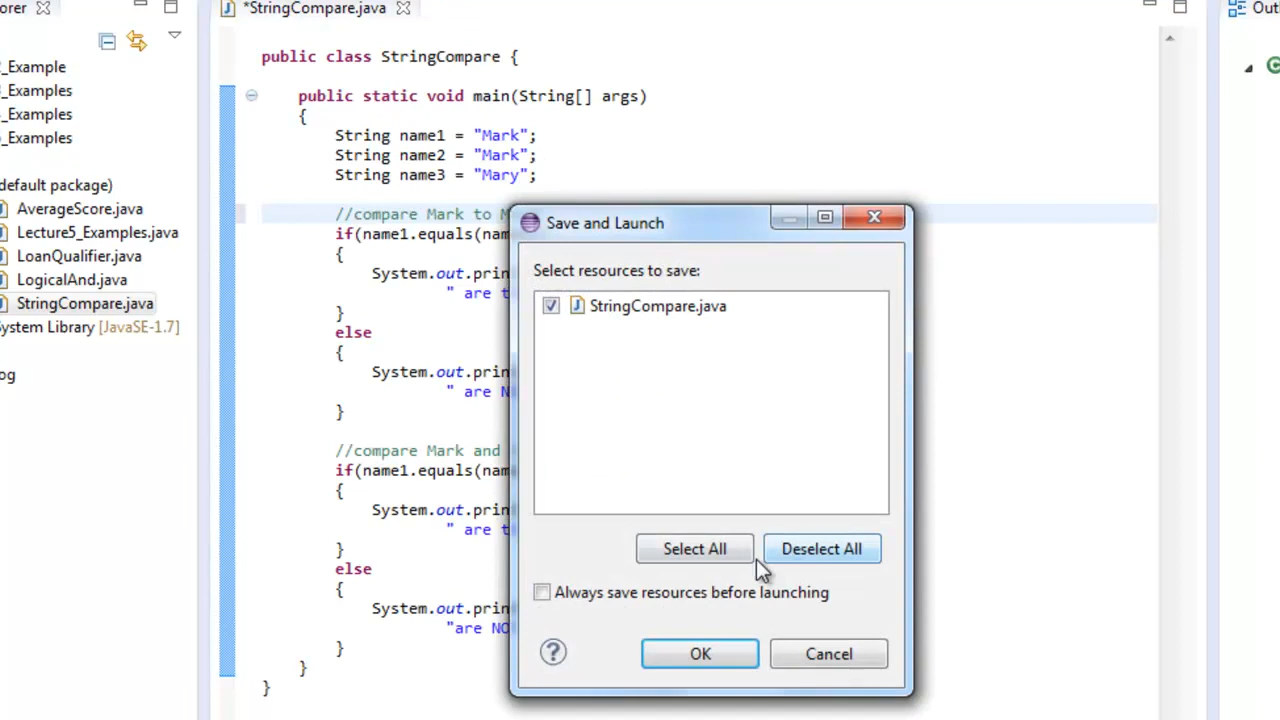 orer
*StringCompare.java
Out
_Example
_Examples
_Examples
_Examples
default package)
AverageScore.java
Lecture5_Examples.java
LoanQualifier.java
LogicalAnd.java
StringCompare.java
System Library [JavaSE-1.7]
og
public class StringCompare {
public static void main(String[] args)
{
String name1 = "Mark";
String name2 = "Mark";
String name3 = "Mary";
//compare Mark to M
if(name1.equals(nam
{
System.out.prin
" are t
}
else
{
System.out.prin
" are N
}
//compare Mark and
if(name1.equals(nam
{
System.out.prin
" are t
}
else
{
System.out.prin
"are NO
}
}
}
Save and Launch
Select resources to save:
StringCompare.java
Select All
Deselect All
Always save resources before launching
OK
Cancel